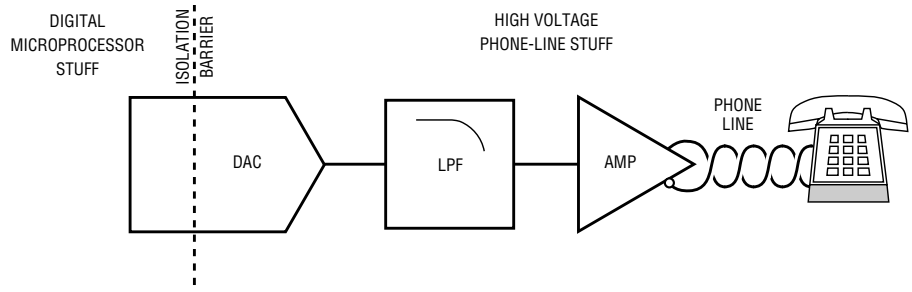 DIGITAL
MICROPROCESSOR
STUFF
ISOLATION
BARRIER
HIGH VOLTAGE
PHONE-LINE STUFF
DAC
LPF
AMP
PHONE
LINE